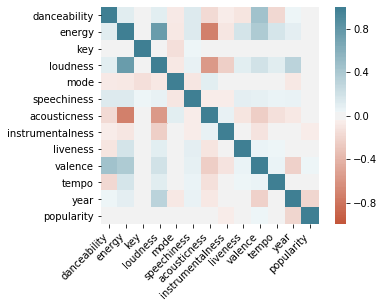 danceability
energy
key
loudness
mode
speechiness
acousticness
instrumentalness
liveness
valence
tempo
year
popularity
danceability
energy
key
loudness
mode
speechiness
acousticness
instrumentalness
liveness
valence
tempo
year
popularity
0.8
0.4
0.0
−0.4
−0.8